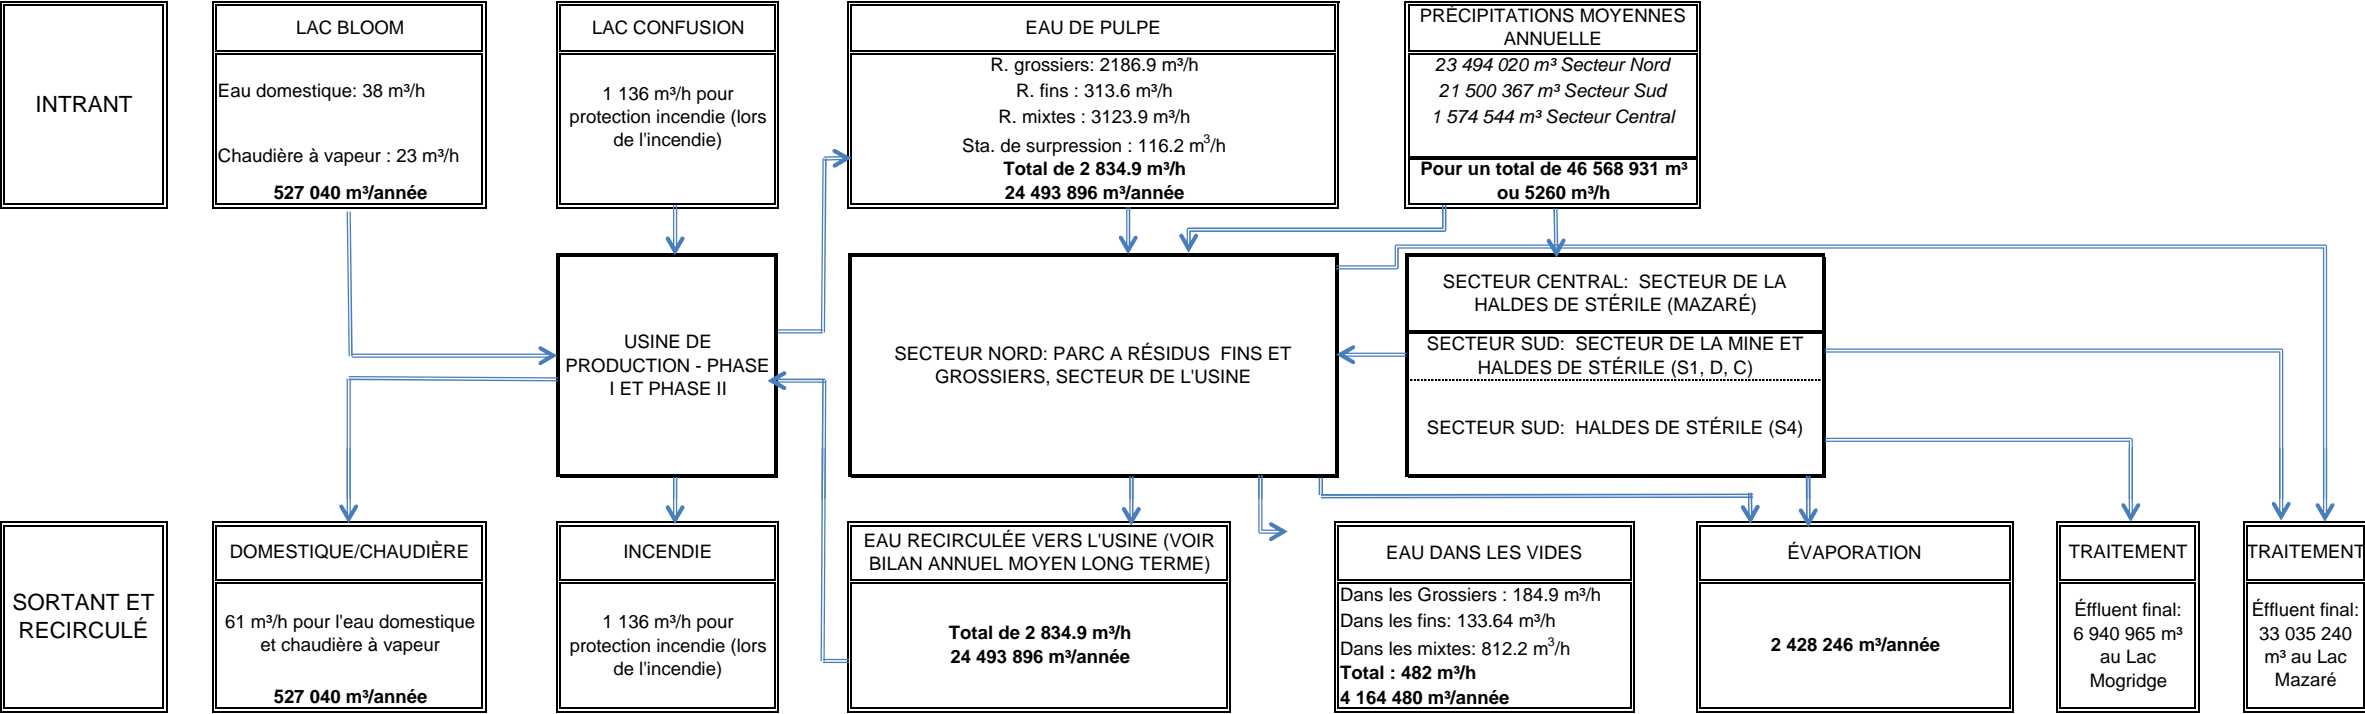 INTRANT
LAC BLOOM
Eau domestique: 38 m³/h
Chaudière à vapeur : 23 m³/h
527 040 m³/année
LAC CONFUSION
1 136 m³/h pour
protection incendie (lors
de l'incendie)
EAU DE PULPE
R. grossiers: 2186.9 m³/h
R. fins : 313.6 m³/h
R. mixtes : 3123.9 m³/h
Sta. de surpression : 116.2 m³/h
Total de 2 834.9 m³/h
24 493 896 m³/année
PRÉCIPITATIONS MOYENNES
ANNUELLE
23 494 020 m³ Secteur Nord
21 500 367 m³ Secteur Sud
1 574 544 m³ Secteur Central
Pour un total de 46 568 931 m³
ou 5260 m³/h
USINE DE
PRODUCTION - PHASE
I ET PHASE II
SECTEUR NORD: PARC A RÉSIDUS FINS ET
GROSSIERS, SECTEUR DE L'USINE
SECTEUR CENTRAL: SECTEUR DE LA
HALDES DE STÉRILE (MAZARÉ)
SECTEUR SUD: SECTEUR DE LA MINE ET
HALDES DE STÉRILE (S1, D, C)
SECTEUR SUD: HALDES DE STÉRILE (S4)
SORTANT ET
RECIRCULÉ
DOMESTIQUE/CHAUDIÈRE
61 m³/h pour l'eau domestique
et chaudière à vapeur
527 040 m³/année
INCENDIE
1 136 m³/h pour
protection incendie (lors
de l'incendie)
EAU RECIRCULÉE VERS L'USINE (VOIR
BILAN ANNUEL MOYEN LONG TERME)
Total de 2 834.9 m³/h
24 493 896 m³/année
EAU DANS LES VIDES
Dans les Grossiers : 184.9 m³/h
Dans les fins: 133.64 m³/h
Dans les mixtes: 812.2 m³/h
Total : 482 m³/h
4 164 480 m³/année
ÉVAPORATION
2 428 246 m³/année
TRAITEMENT
Éffluent final:
6 940 965 m³
au Lac
Mogridge
TRAITEMENT
Éffluent final:
33 035 240
m³ au Lac
Mazaré